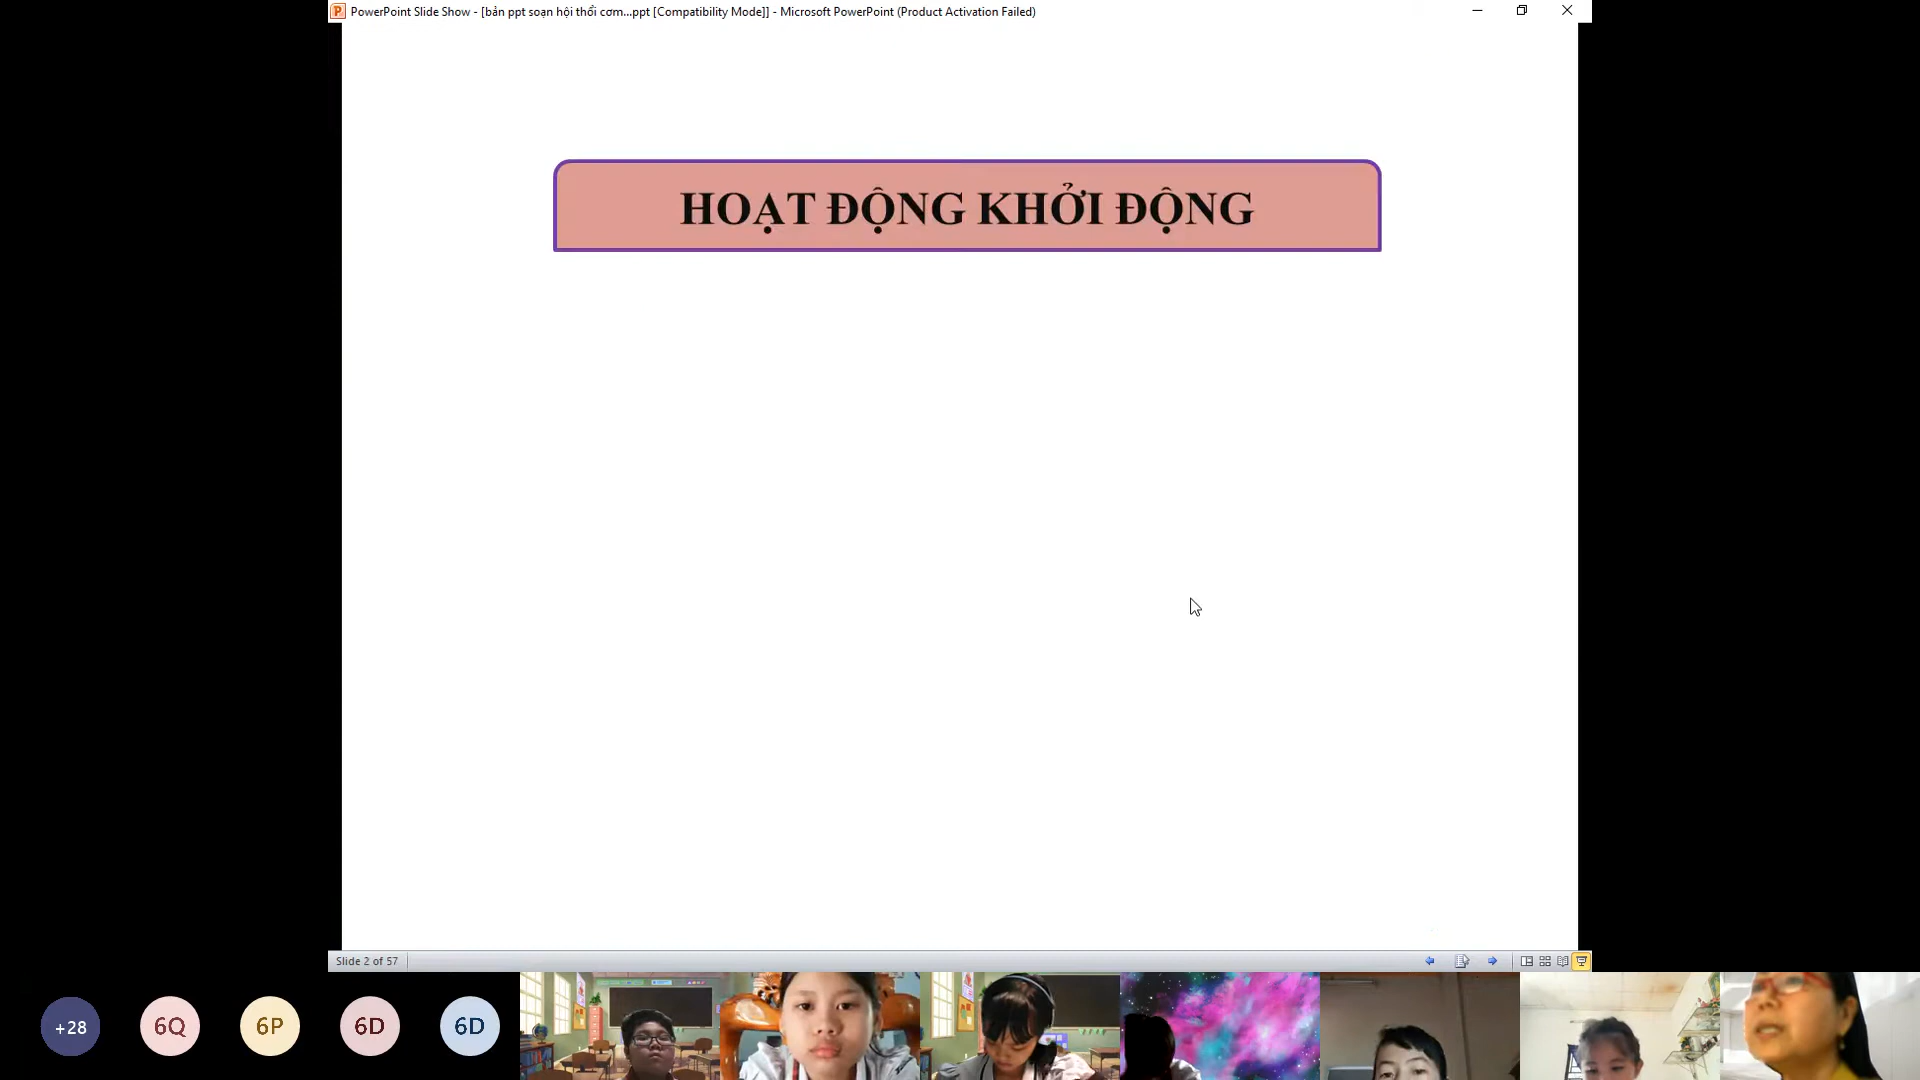 PowerPoint Slide Show - [bản ppt soạn hội thổi cơm...ppt [Compatibility Mode]] - Microsoft PowerPoint (Product Activation Failed)
HOẠT ĐỘNG KHỞI ĐỘNG
Slide 2 of 57
+28
6Q
6P
6D
6D